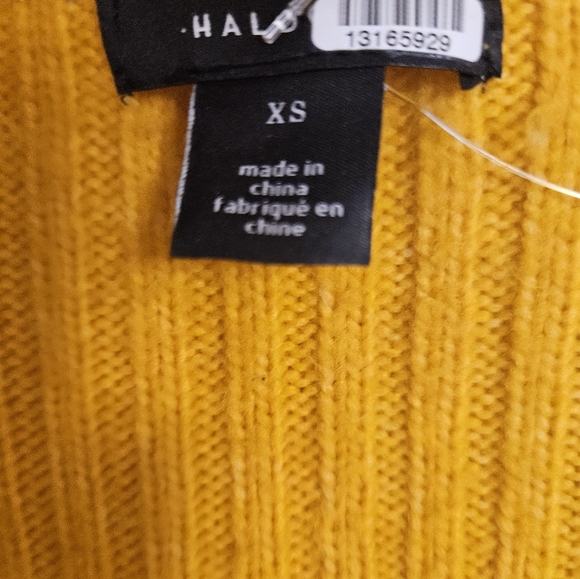 ·HAL
13165929
XS
made in
china
fabriqué en
chine